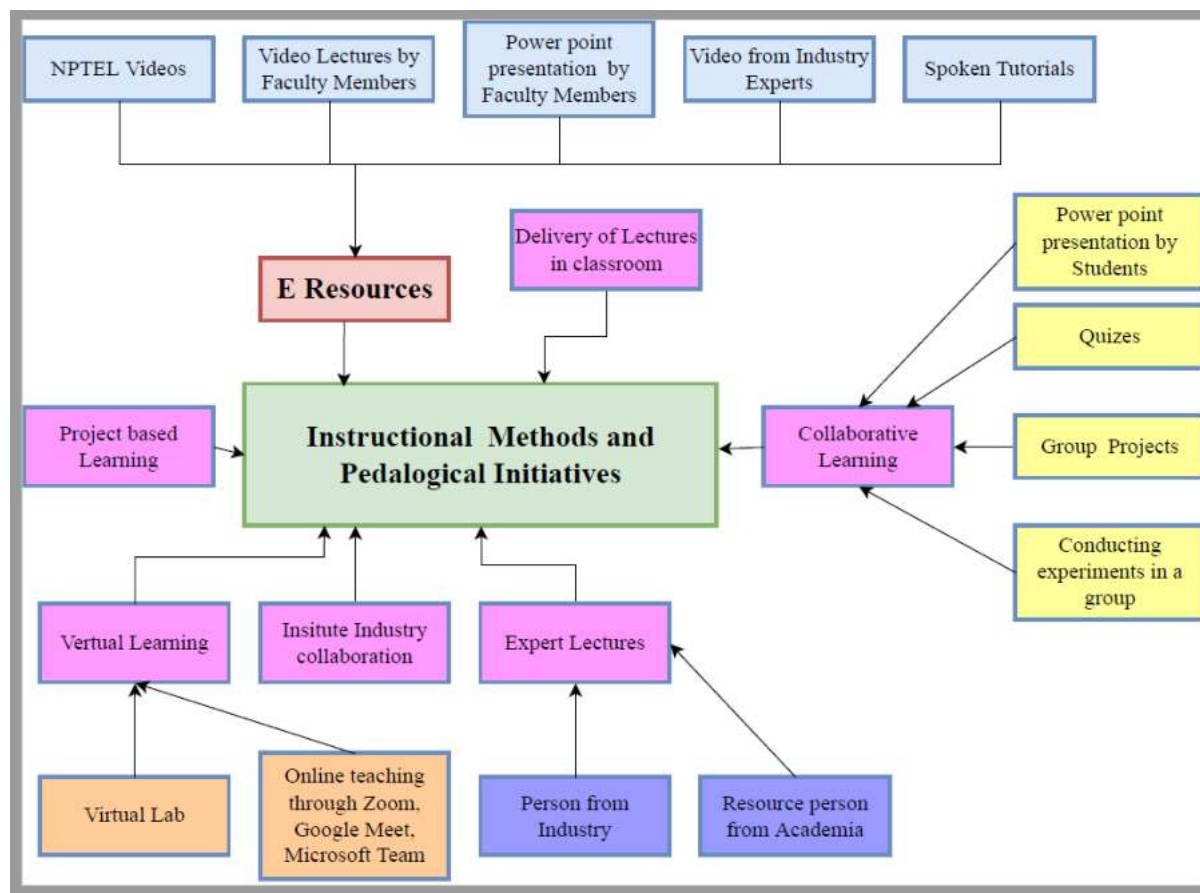 NPTEL Videos
Video Lectures by
Faculty Members
Power point
presentation by
Faculty Members
Video from Industry
Experts
Spoken Tutorials
Delivery of Lectures
in classroom
Power point
presentation by
Students
E Resources
Quizes
Project based
Learning
Instructional Methods and
Pedalogical Initiatives
Collaborative
Learning
Group Projects
Conducting
experiments in a
group
Vertual Learning
Insitute Industry
collaboration
Expert Lectures
Virtual Lab
Online teaching
through Zoom,
Google Meet,
Microsoft Team
Person from
Industry
Resource person
from Academia